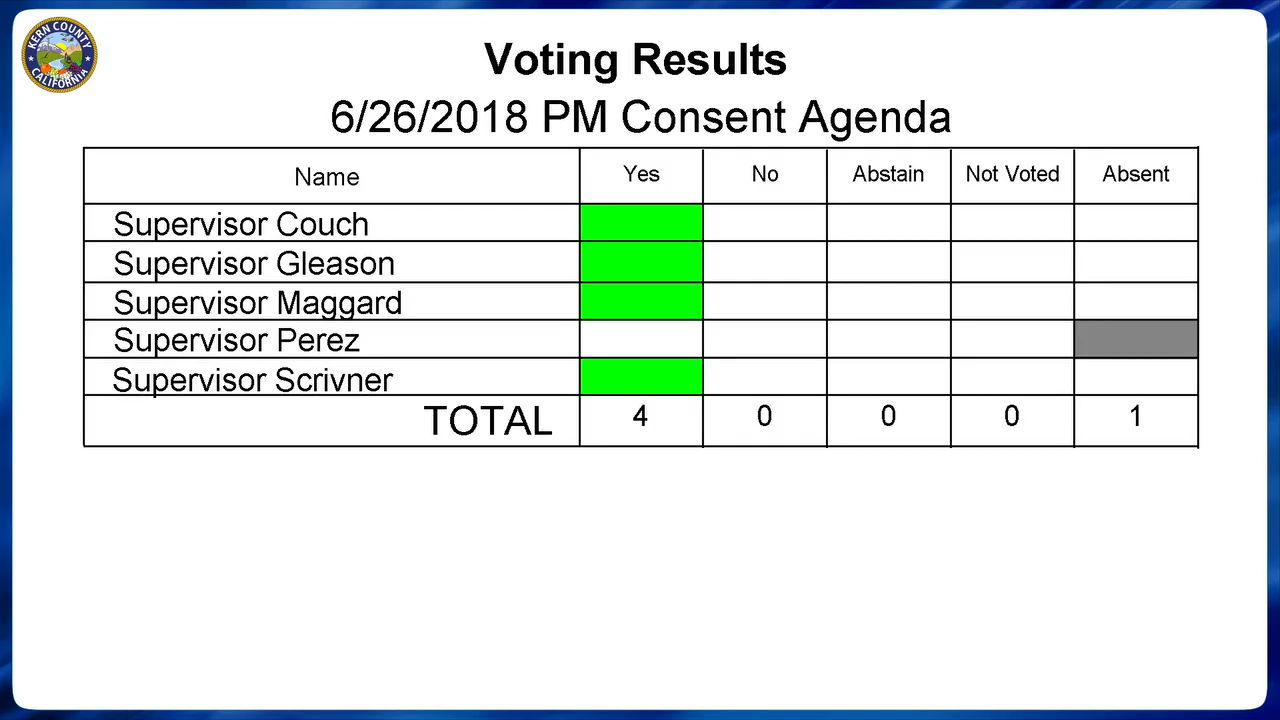 KERN COUNTY
CALIFORNIA
Voting Results
6/26/2018 PM Consent Agenda
Name Yes No Abstain Not Voted Absent
Supervisor Couch
Supervisor Gleason
Supervisor Maggard
Supervisor Perez
Supervisor Scrivner
TOTAL 4 0 0 0 1